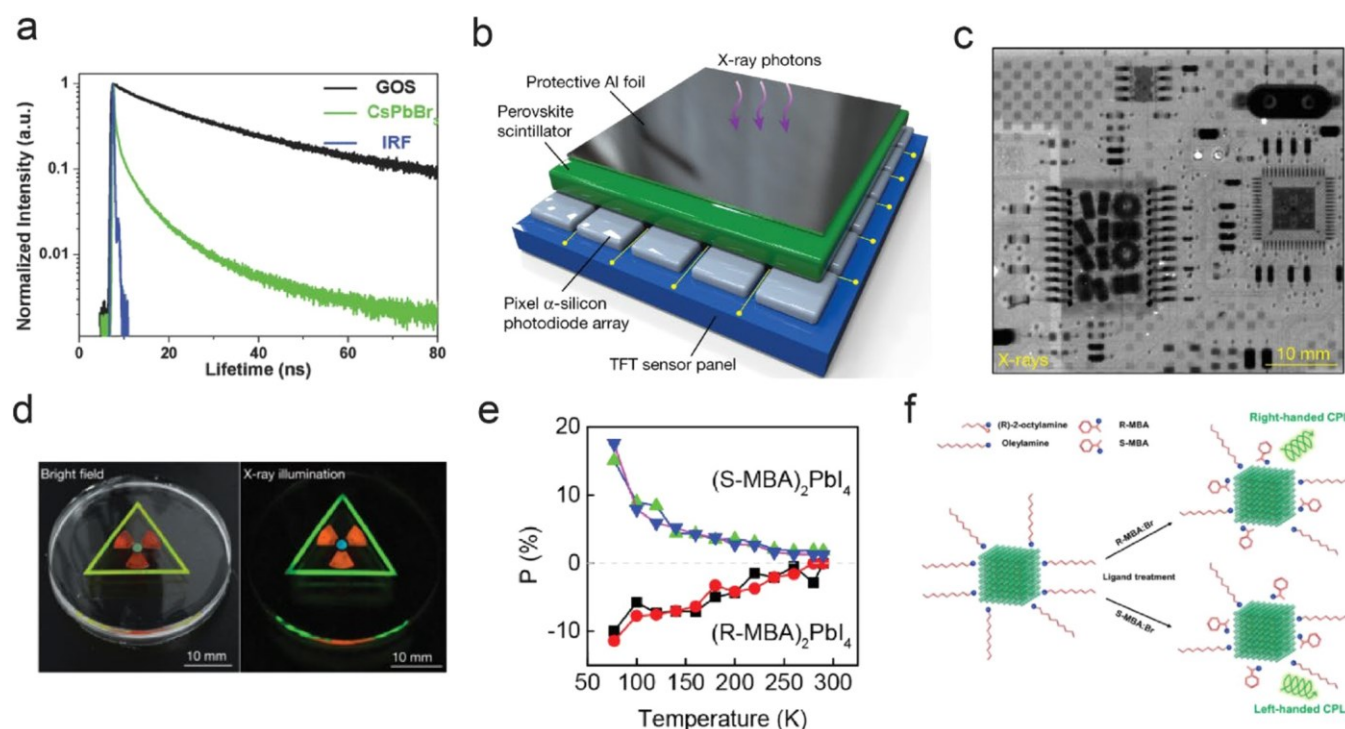 a
Normalized Intensity (a.u.)
1
0.1
0.01
GOS
CsPbBr3
IRF
0
20
40
60
80
Lifetime (ns)
b
X-ray photons
Protective Al foil
Perovskite
scintillator
Pixel α-silicon
photodiode array
TFT sensor panel
c
X-rays
10 mm
d
Bright field
X-ray illumination
10 mm
10 mm
e
P (%)
20
10
0
-10
(S-MBA)2PbI4
(R-MBA)2PbI4
100
150
200
250
300
Temperature (K)
f
(R)-2-octylamine
R-MBA
Oleylamine
S-MBA
Right-handed CPL
R-MBA:Br
Ligand treatment
S-MBA:Br
Left-handed CPL